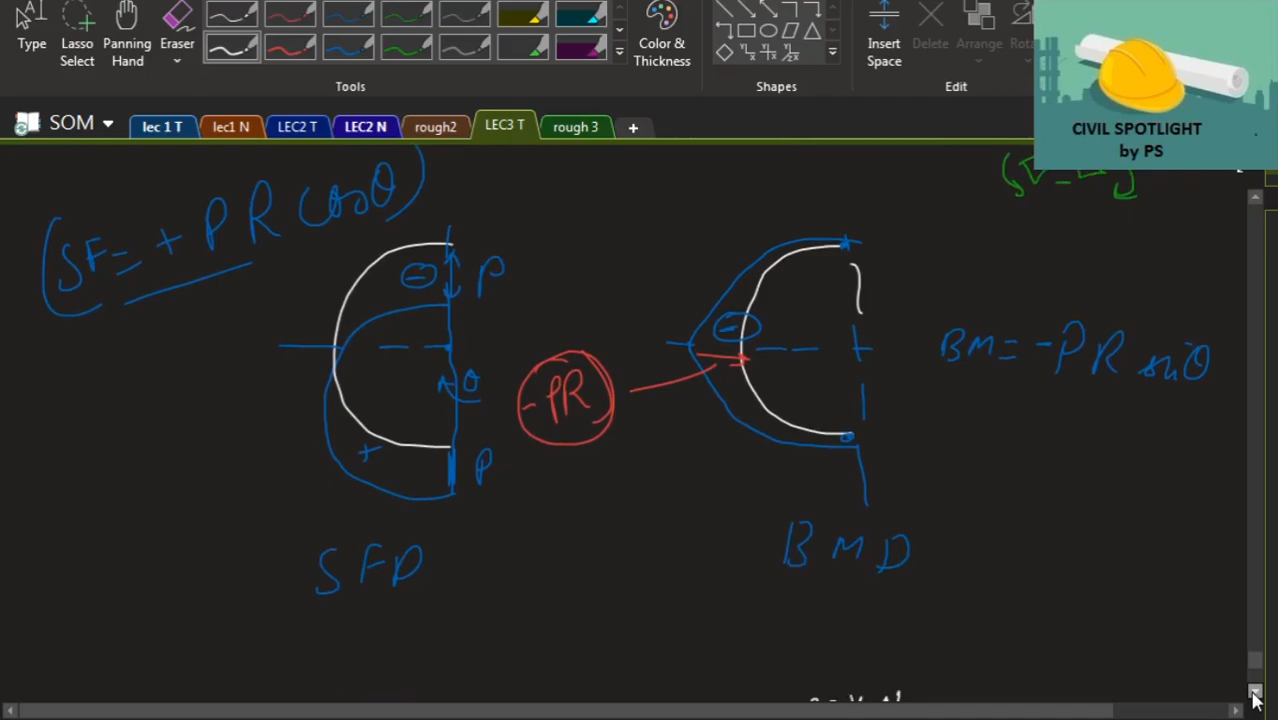 Type
Lasso Select
Panning Hand
Eraser
Color & Thickness
Insert Space
Delete
Arrange
Tools
Shapes
Edit
CIVIL SPOTLIGHT
by PS
SOM
lec 1 T
lec1 N
LEC2 T
LEC2 N
rough2
LEC3 T
rough 3
+
SF = + PR cosθ
⊖ P
θ
+ P
SFD
-PR
⊖
BM = -PR sinθ
BMD